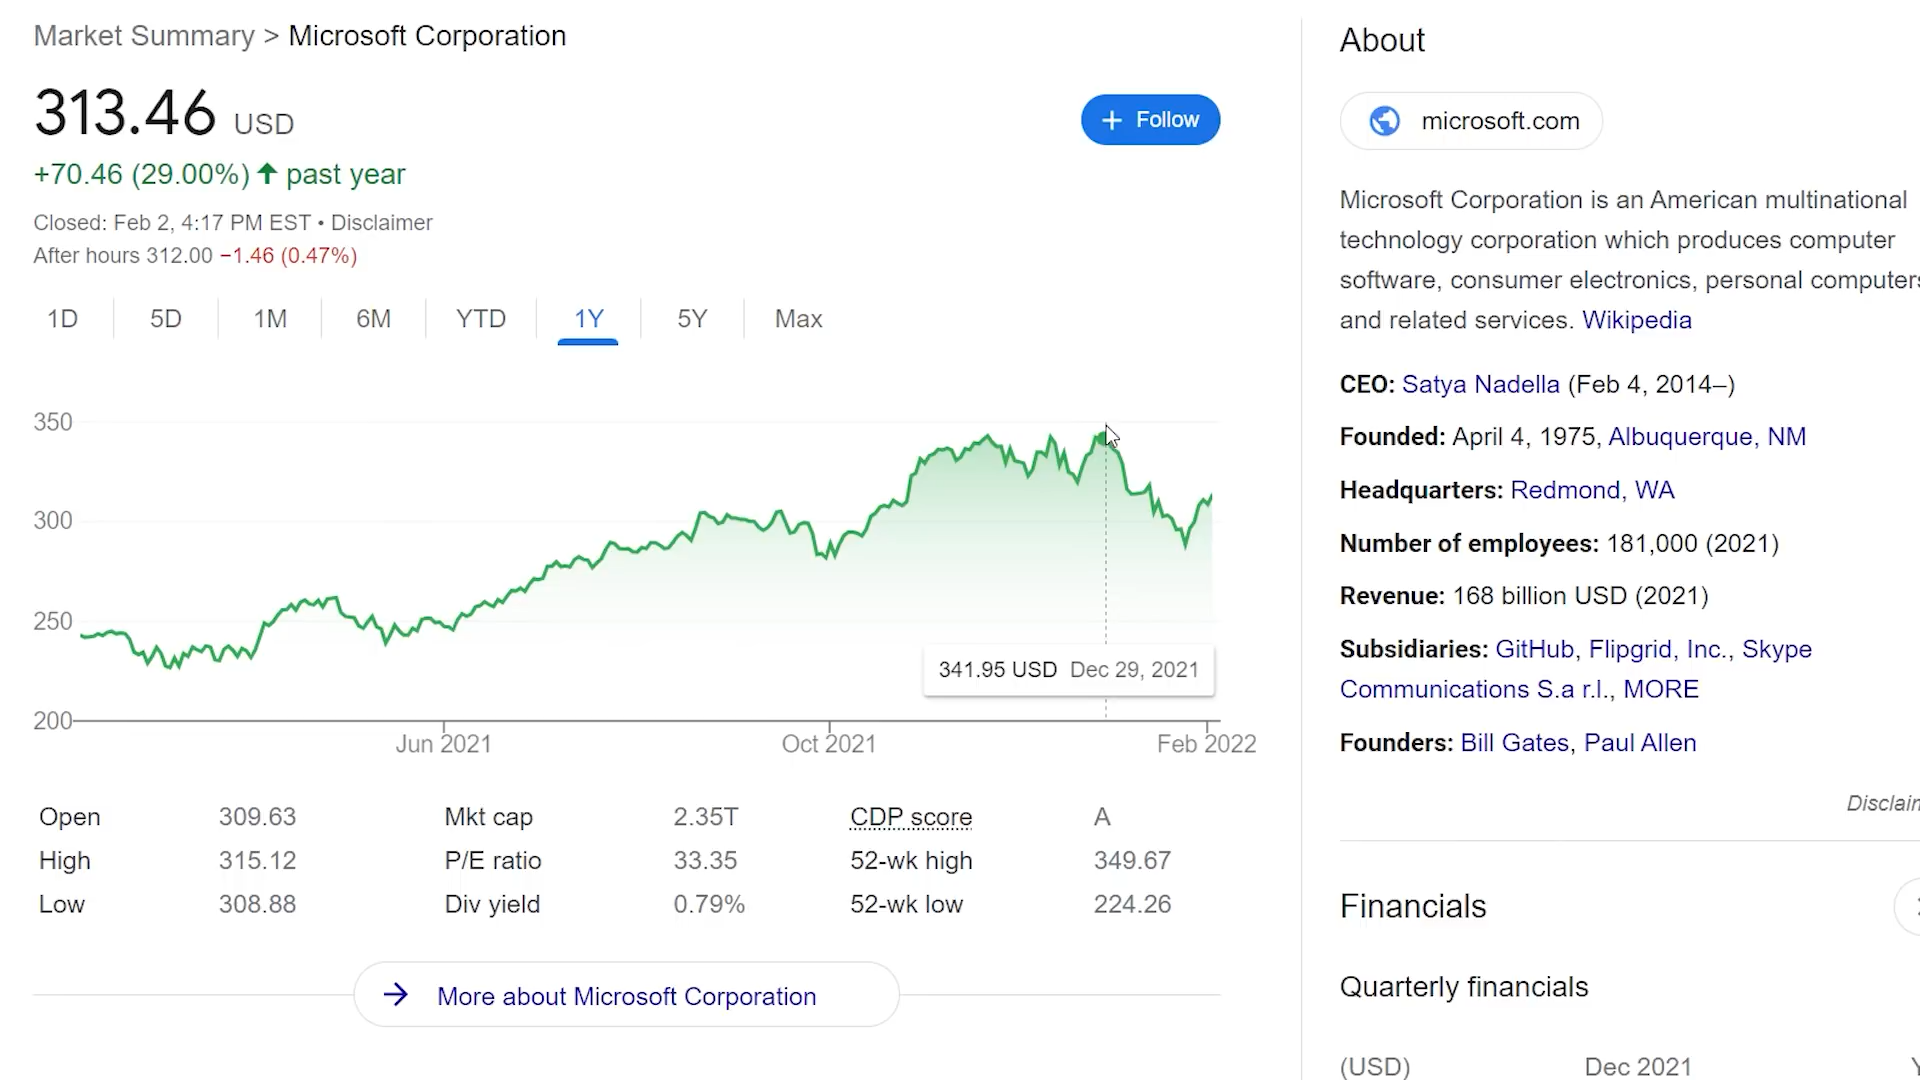 Market Summary > Microsoft Corporation
313.46 USD
+ Follow
+70.46 (29.00%) ↑ past year
Closed: Feb 2, 4:17 PM EST • Disclaimer
After hours 312.00 −1.46 (0.47%)
1D 5D 1M 6M YTD 1Y 5Y Max
350
300
250
200
341.95 USD Dec 29, 2021
Jun 2021 Oct 2021 Feb 2022
Open 309.63 Mkt cap 2.35T CDP score A
High 315.12 P/E ratio 33.35 52-wk high 349.67
Low 308.88 Div yield 0.79% 52-wk low 224.26
More about Microsoft Corporation
About
microsoft.com
Microsoft Corporation is an American multinational
technology corporation which produces computer
software, consumer electronics, personal computers
and related services. Wikipedia
CEO: Satya Nadella (Feb 4, 2014–)
Founded: April 4, 1975, Albuquerque, NM
Headquarters: Redmond, WA
Number of employees: 181,000 (2021)
Revenue: 168 billion USD (2021)
Subsidiaries: GitHub, Flipgrid, Inc., Skype
Communications S.a r.l., MORE
Founders: Bill Gates, Paul Allen
Disclaim
Financials
Quarterly financials
(USD) Dec 2021